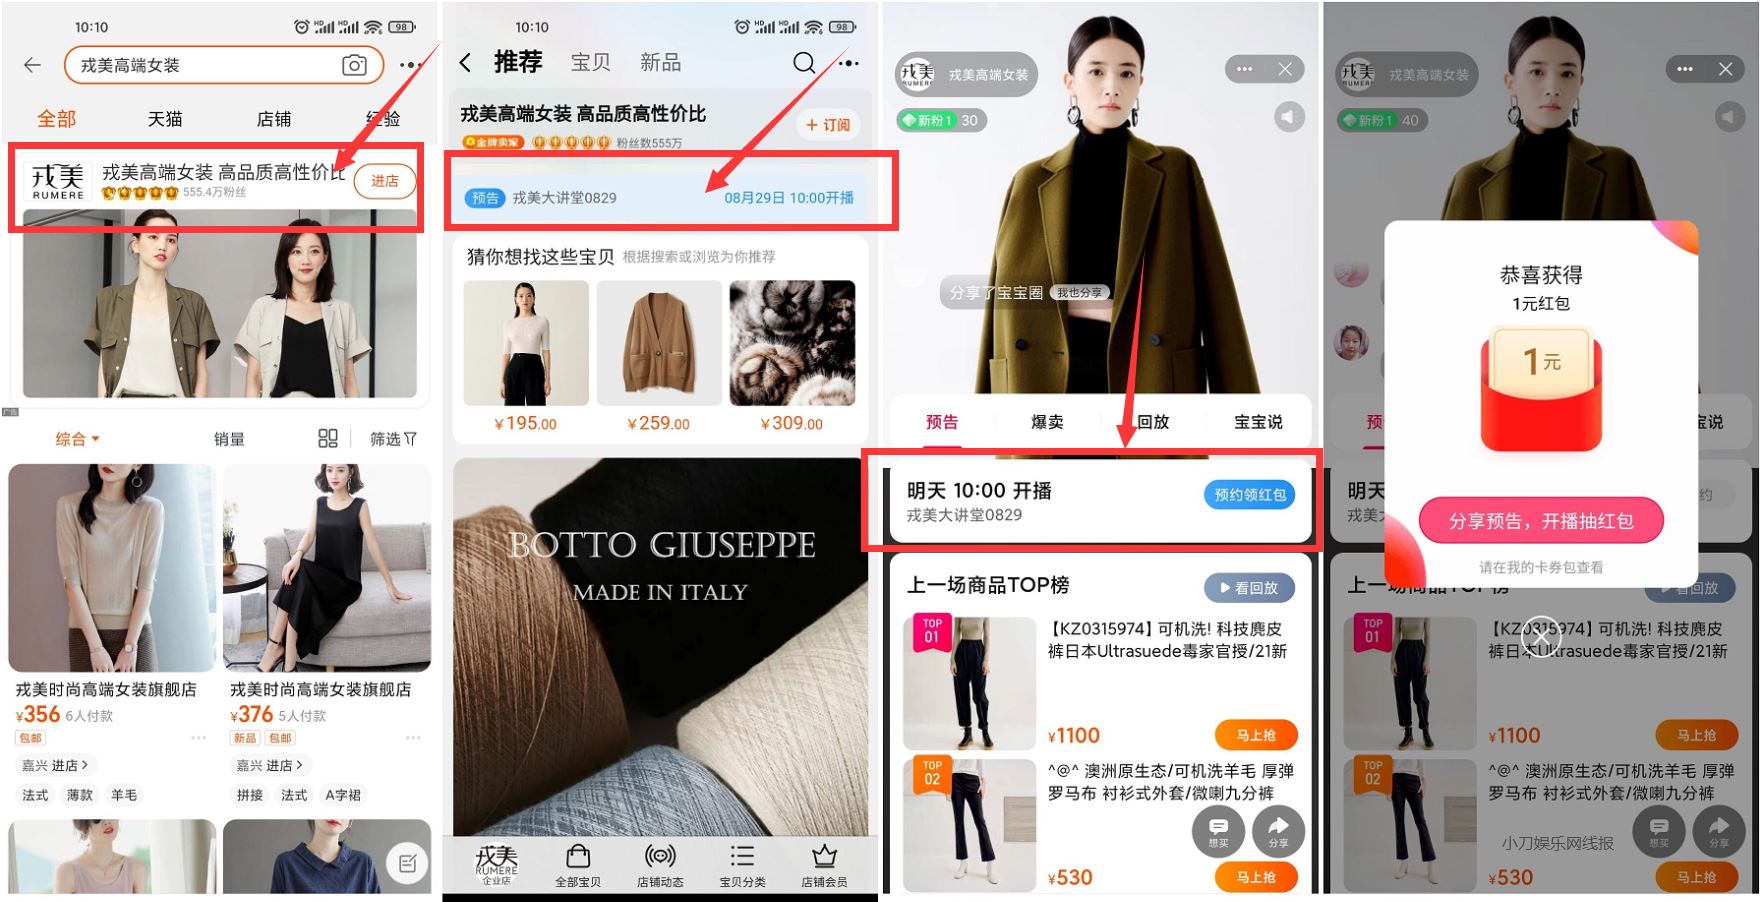 10:10
HD HD 98
戎美高端女装
全部 天猫 店铺 经验
戎美
RUMERE
戎美高端女装 高品质高性价比
555.4万粉丝
进店
广告
综合 销量 筛选
戎美时尚高端女装旗舰店
¥356 6人付款
包邮
嘉兴 进店>
法式 薄款 羊毛
戎美时尚高端女装旗舰店
¥376 5人付款
新品 包邮
嘉兴 进店>
拼接 法式 A字裙
10:10
HD HD 98
推荐 宝贝 新品
戎美高端女装 高品质高性价比
金牌卖家 粉丝数555万
+ 订阅
预告 戎美大讲堂0829 08月29日 10:00开播
猜你想找这些宝贝 根据搜索或浏览为你推荐
¥195.00 ¥259.00 ¥309.00
BOTTO GIUSEPPE
MADE IN ITALY
戎美
RUMERE
企业店 全部宝贝 店铺动态 宝贝分类 店铺会员
戎美
RUMERE
戎美高端女装
新粉1 30
分享了宝宝圈 我也分享
预告 爆卖 回放 宝宝说
明天 10:00 开播
戎美大讲堂0829
预约领红包
上一场商品TOP榜
看回放
TOP
01
【KZ0315974】可机洗! 科技麂皮
裤日本Ultrasuede毒家官授/21新
¥1100
马上抢
TOP
02
^@^ 澳洲原生态/可机洗羊毛 厚弹
罗马布 衬衫式外套/微喇九分裤
想买 分享
¥530
马上抢
戎美
RUMERE
戎美高端女装
新粉1 40
恭喜获得
1元红包
1元
分享预告，开播抽红包
请在我的卡券包查看
预 宝说
明天
戎美大 约
上一场商品TOP榜
看回放
TOP
01
【KZ0315974】可机洗! 科技麂皮
裤日本Ultrasuede毒家官授/21新
¥1100
马上抢
TOP
02
^@^ 澳洲原生态/可机洗羊毛 厚弹
罗马布 衬衫式外套/微喇九分裤
小刀娱乐网线报
想买 分享
¥530
马上抢